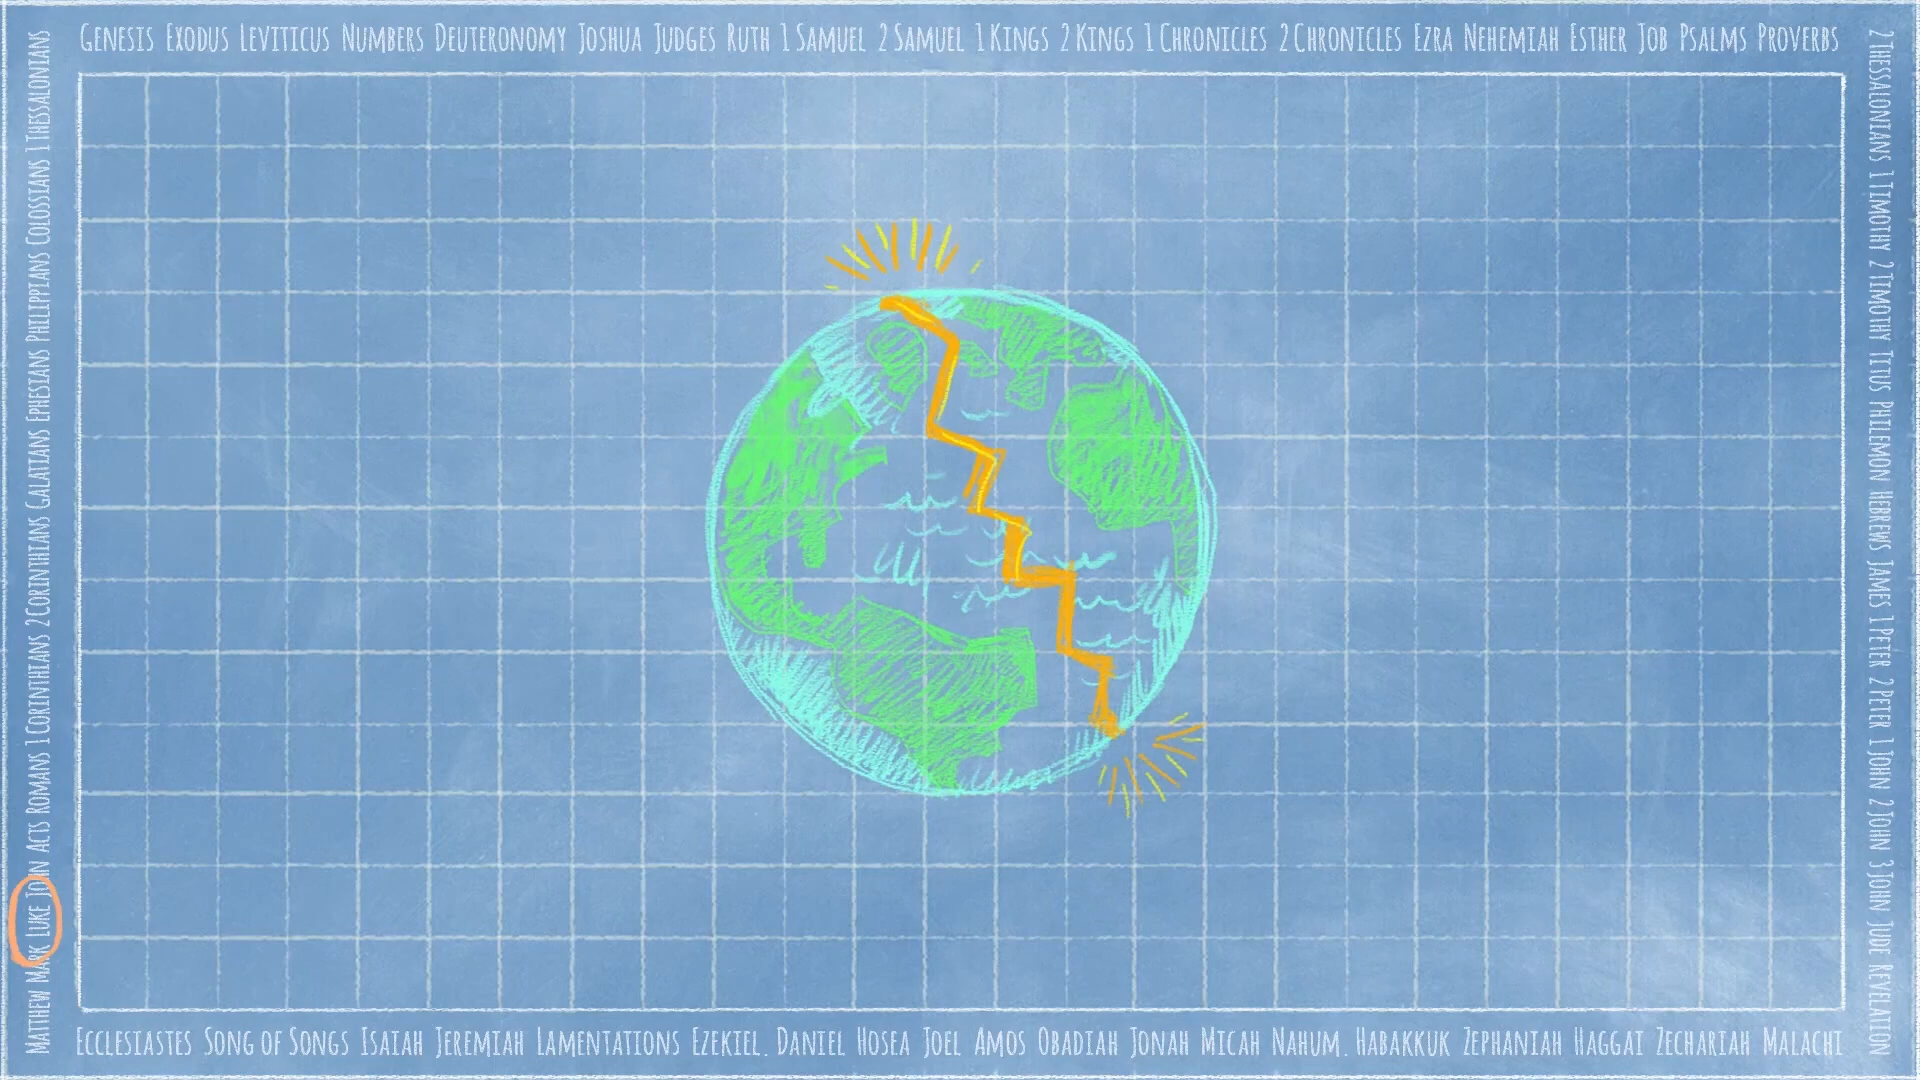 Genesis Exodus Leviticus Numbers Deuteronomy Joshua Judges Ruth 1 Samuel 2 Samuel 1 Kings 2 Kings 1 Chronicles 2 Chronicles Ezra Nehemiah Esther Job Psalms Proverbs
Ecclesiastes Song of Songs Isaiah Jeremiah Lamentations Ezekiel. Daniel Hosea Joel Amos Obadiah Jonah Micah Nahum. Habakkuk Zephaniah Haggai Zechariah Malachi
Matthew Mark Luke John Acts Romans 1 Corinthians 2 Corinthians Galatians Ephesians Philippians Colossians 1 Thessalonians
2 Thessalonians 1 Timothy 2 Timothy Titus Philemon Hebrews James 1 Peter 2 Peter 1 John 2 John 3 John Jude Revelation